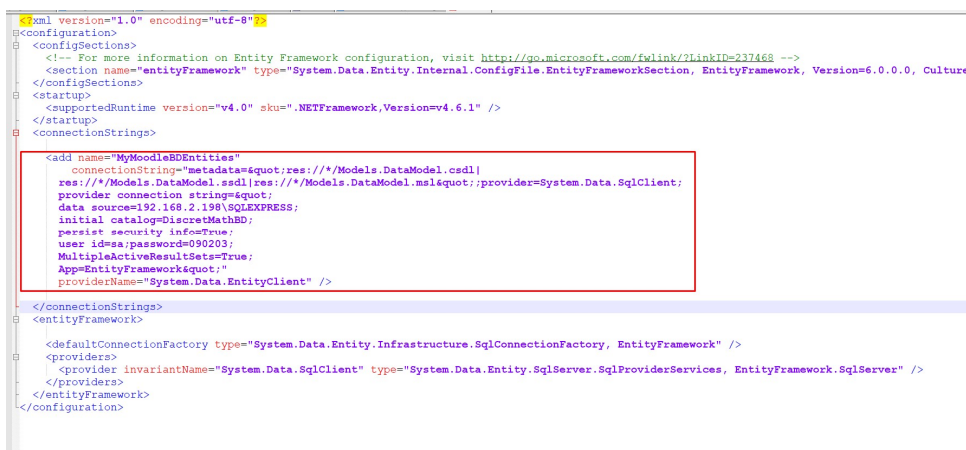 <?xml version="1.0" encoding="utf-8"?>
<configuration>
<configSections>
<!-- For more information on Entity Framework configuration, visit http://go.microsoft.com/fwlink/?LinkID=237468 -->
<section name="entityFramework" type="System.Data.Entity.Internal.ConfigFile.EntityFrameworkSection, EntityFramework, Version=6.0.0.0, Culture
</configSections>
<startup>
<supportedRuntime version="v4.0" sku=".NETFramework,Version=v4.6.1" />
</startup>
<connectionStrings>
<add name="MyMoodleBDEntities"
connectionString="metadata=&quot;res://*/Models.DataModel.csdl|
res://*/Models.DataModel.ssdl|res://*/Models.DataModel.msl&quot;;provider=System.Data.SqlClient;
provider connection string=&quot;
data source=192.168.2.198\SQLEXPRESS;
initial catalog=DiscretMathBD;
persist security info=True;
user id=sa;password=090203;
MultipleActiveResultSets=True;
App=EntityFramework&quot;"
providerName="System.Data.EntityClient" />
</connectionStrings>
<entityFramework>
<defaultConnectionFactory type="System.Data.Entity.Infrastructure.SqlConnectionFactory, EntityFramework" />
<providers>
<provider invariantName="System.Data.SqlClient" type="System.Data.Entity.SqlServer.SqlProviderServices, EntityFramework.SqlServer" />
</providers>
</entityFramework>
</configuration>